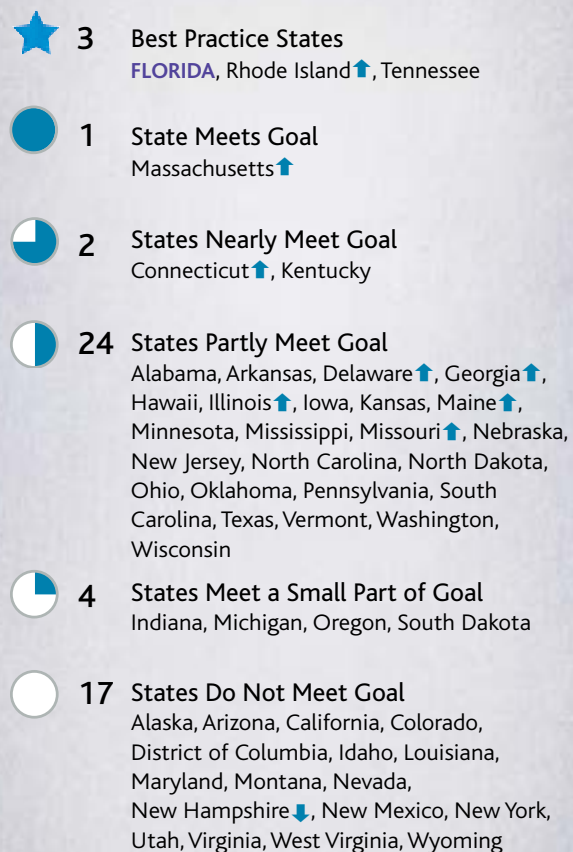 3 Best Practice States
FLORIDA, Rhode Island⬆, Tennessee
1 State Meets Goal
Massachusetts⬆
2 States Nearly Meet Goal
Connecticut⬆, Kentucky
24 States Partly Meet Goal
Alabama, Arkansas, Delaware⬆, Georgia⬆,
Hawaii, Illinois⬆, Iowa, Kansas, Maine⬆,
Minnesota, Mississippi, Missouri⬆, Nebraska,
New Jersey, North Carolina, North Dakota,
Ohio, Oklahoma, Pennsylvania, South
Carolina, Texas, Vermont, Washington,
Wisconsin
4 States Meet a Small Part of Goal
Indiana, Michigan, Oregon, South Dakota
17 States Do Not Meet Goal
Alaska, Arizona, California, Colorado,
District of Columbia, Idaho, Louisiana,
Maryland, Montana, Nevada,
New Hampshire⬇, New Mexico, New York,
Utah, Virginia, West Virginia, Wyoming